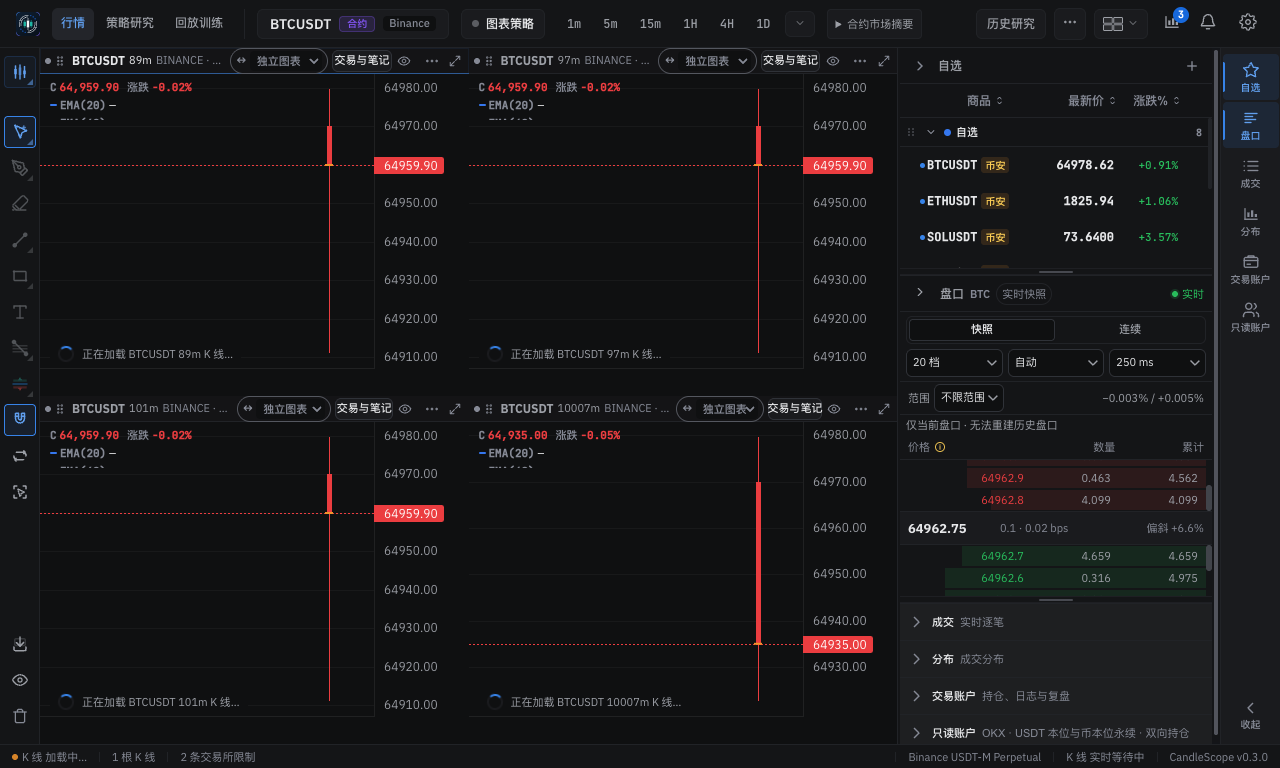 行情 策略研究 回放训练 BTCUSDT 合约 Binance 图表策略 1m 5m 15m 1H 4H 1D 合约市场摘要 历史研究 3
BTCUSDT 89m BINANCE · ... 独立图表 交易与笔记
C 64,959.90 涨跌 -0.02%
EMA(20) —
64980.00
64970.00
64959.90
64950.00
64940.00
64930.00
64920.00
64910.00
正在加载 BTCUSDT 89m K 线...
BTCUSDT 97m BINANCE · ... 独立图表 交易与笔记
C 64,959.90 涨跌 -0.02%
EMA(20) —
64980.00
64970.00
64959.90
64950.00
64940.00
64930.00
64920.00
64910.00
正在加载 BTCUSDT 97m K 线...
BTCUSDT 101m BINANCE · ... 独立图表 交易与笔记
C 64,959.90 涨跌 -0.02%
EMA(20) —
64980.00
64970.00
64959.90
64950.00
64940.00
64930.00
64920.00
64910.00
正在加载 BTCUSDT 101m K 线...
BTCUSDT 10007m BINANCE · ... 独立图表 交易与笔记
C 64,935.00 涨跌 -0.05%
EMA(20) —
64980.00
64970.00
64960.00
64950.00
64940.00
64935.00
64930.00
正在加载 BTCUSDT 10007m K 线...
自选
商品 最新价 涨跌%
自选 8
BTCUSDT 币安 64978.62 +0.91%
ETHUSDT 币安 1825.94 +1.06%
SOLUSDT 币安 73.6400 +3.57%
盘口 BTC 实时快照 实时
快照 连续
20 档 自动 250 ms
范围 不限范围 −0.003% / +0.005%
仅当前盘口 · 无法重建历史盘口
价格 数量 累计
64962.9 0.463 4.562
64962.8 4.099 4.099
64962.75 0.1 · 0.02 bps 偏斜 +6.6%
64962.7 4.659 4.659
64962.6 0.316 4.975
成交 实时逐笔
分布 成交分布
交易账户 持仓、日志与复盘
只读账户 OKX · USDT 本位与币本位永续 · 双向持仓
自选
盘口
成交
分布
交易账户
只读账户
收起
K 线 加载中... 1 根 K 线 2 条交易所限制 Binance USDT-M Perpetual K 线 实时等待中 CandleScope v0.3.0